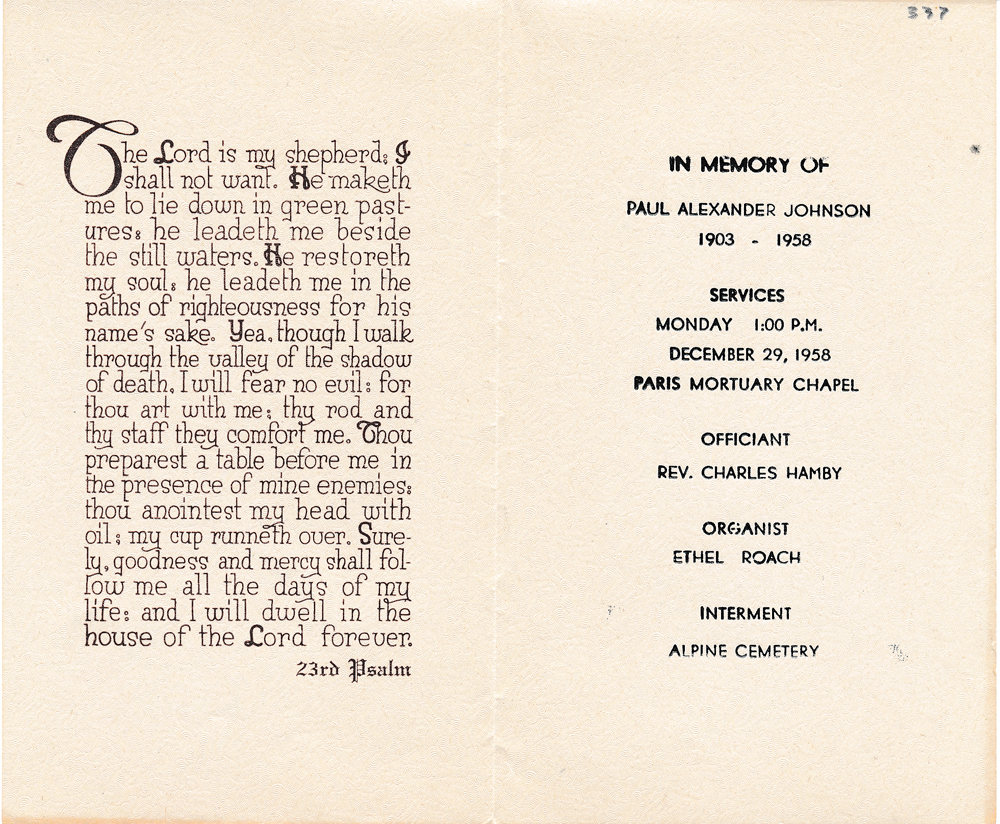 The Lord is my shepherd; I
shall not want. He maketh
me to lie down in green past-
ures: he leadeth me beside
the still waters. He restoreth
my soul: he leadeth me in the
paths of righteousness for his
name's sake. Yea, though I walk
through the valley of the shadow
of death, I will fear no evil: for
thou art with me; thy rod and
thy staff they comfort me. Thou
preparest a table before me in
the presence of mine enemies:
thou anointest my head with
oil; my cup runneth over. Sure-
ly, goodness and mercy shall fol-
low me all the days of my
life: and I will dwell in the
house of the Lord forever.
23rd Psalm
337
IN MEMORY OF
PAUL ALEXANDER JOHNSON
1903 - 1958
SERVICES
MONDAY 1:00 P.M.
DECEMBER 29, 1958
PARIS MORTUARY CHAPEL
OFFICIANT
REV. CHARLES HAMBY
ORGANIST
ETHEL ROACH
INTERMENT
ALPINE CEMETERY